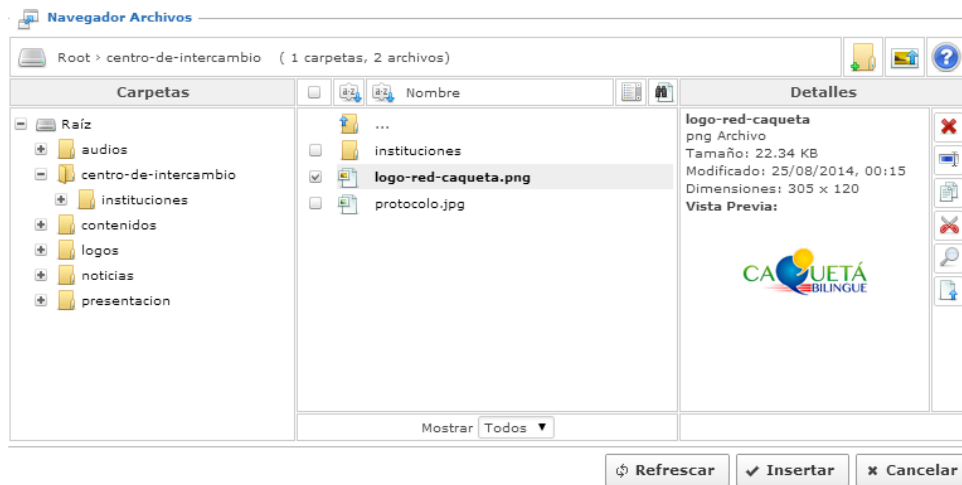 Navegador Archivos
Root › centro-de-intercambio ( 1 carpetas, 2 archivos)
Carpetas
Nombre
Detalles
Raíz
audios
centro-de-intercambio
instituciones
contenidos
logos
noticias
presentacion
...
instituciones
logo-red-caqueta.png
protocolo.jpg
logo-red-caqueta
png Archivo
Tamaño: 22.34 KB
Modificado: 25/08/2014, 00:15
Dimensiones: 305 x 120
Vista Previa:
CAQUETÁ
BILINGUE
Mostrar Todos
Refrescar
Insertar
Cancelar